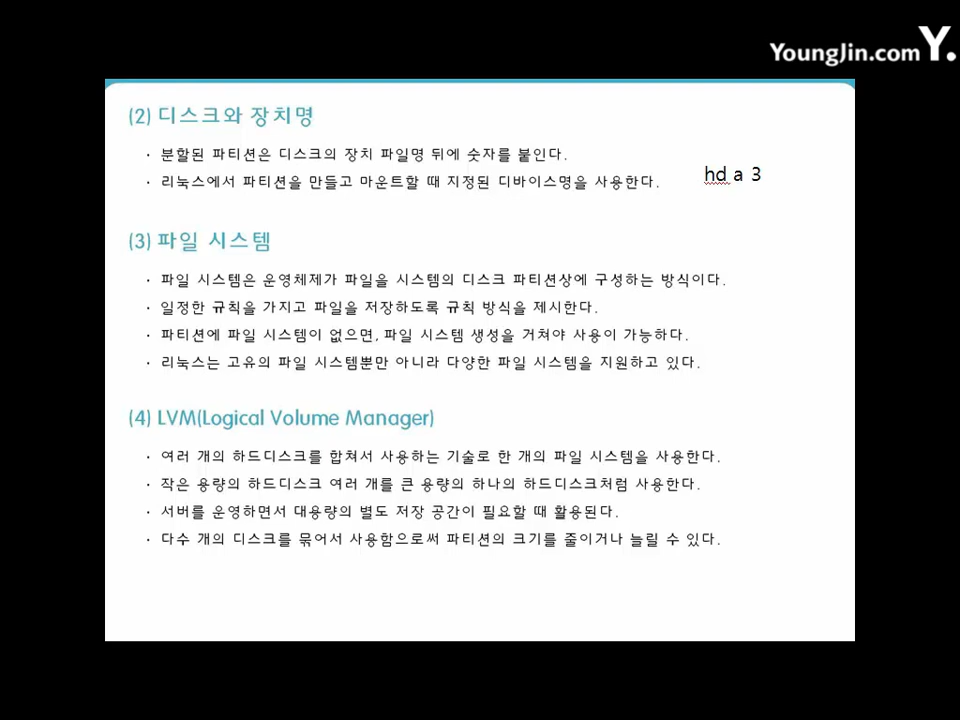 YoungJin.com Y.
(2) 디스크와 장치명
· 분할된 파티션은 디스크의 장치 파일명 뒤에 숫자를 붙인다.
· 리눅스에서 파티션을 만들고 마운트할 때 지정된 디바이스명을 사용한다.
hd a 3
(3) 파일 시스템
· 파일 시스템은 운영체제가 파일을 시스템의 디스크 파티션상에 구성하는 방식이다.
· 일정한 규칙을 가지고 파일을 저장하도록 규칙 방식을 제시한다.
· 파티션에 파일 시스템이 없으면, 파일 시스템 생성을 거쳐야 사용이 가능하다.
· 리눅스는 고유의 파일 시스템뿐만 아니라 다양한 파일 시스템을 지원하고 있다.
(4) LVM(Logical Volume Manager)
· 여러 개의 하드디스크를 합쳐서 사용하는 기술로 한 개의 파일 시스템을 사용한다.
· 작은 용량의 하드디스크 여러 개를 큰 용량의 하나의 하드디스크처럼 사용한다.
· 서버를 운영하면서 대용량의 별도 저장 공간이 필요할 때 활용된다.
· 다수 개의 디스크를 묶어서 사용함으로써 파티션의 크기를 줄이거나 늘릴 수 있다.